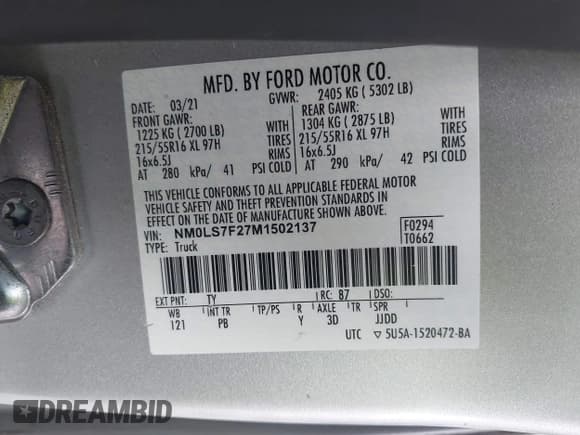 MFD. BY FORD MOTOR CO.
DATE: 03/21 GVWR: 2405 KG ( 5302 LB)
FRONT GAWR: REAR GAWR:
1225 KG ( 2700 LB) WITH 1304 KG ( 2875 LB) WITH
215/55R16 XL 97H TIRES 215/55R16 XL 97H TIRES
16x6.5J RIMS 16x6.5J RIMS
AT 280 kPa/ 41 PSI COLD AT 290 kPa/ 42 PSI COLD
THIS VEHICLE CONFORMS TO ALL APPLICABLE FEDERAL MOTOR
VEHICLE SAFETY AND THEFT PREVENTION STANDARDS IN
EFFECT ON THE DATE OF MANUFACTURE SHOWN ABOVE.
VIN: NM0LS7F27M1502137 F0294
TYPE: Truck T0662
EXT PNT: TY RC: 87 DSO:
WB INT TR TP/PS R AXLE TR SPR
121 PB Y 3D JJDD
UTC ▽ 5U5A-1520472-BA
DREAMBID